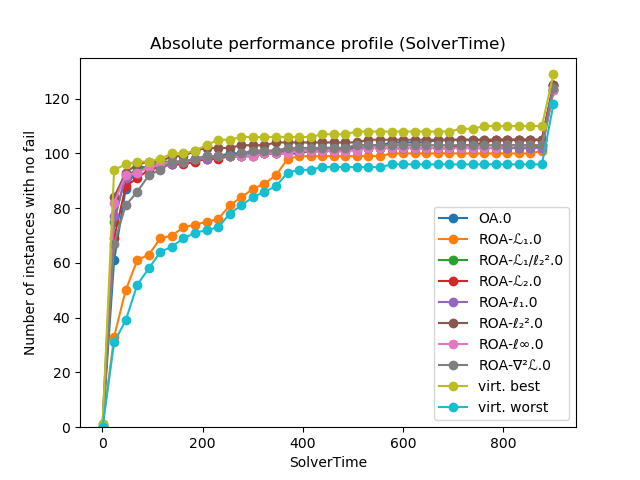 Absolute performance profile (SolverTime)
Number of instances with no fail
120
100
80
60
40
20
0
0 200 400 600 800
SolverTime
OA.0
ROA-ℒ₁.0
ROA-ℒ₁/ℓ₂².0
ROA-ℒ₂.0
ROA-ℓ₁.0
ROA-ℓ₂².0
ROA-ℓ∞.0
ROA-∇²ℒ.0
virt. best
virt. worst